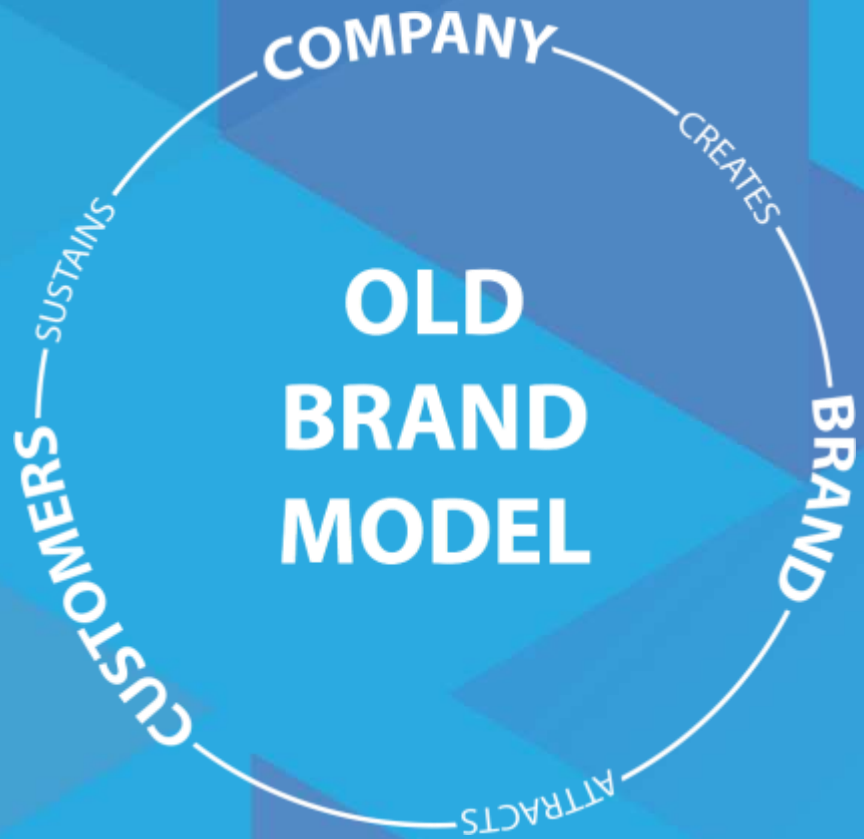 COMPANY
CREATES
BRAND
ATTRACTS
CUSTOMERS
SUSTAINS
OLD
BRAND
MODEL